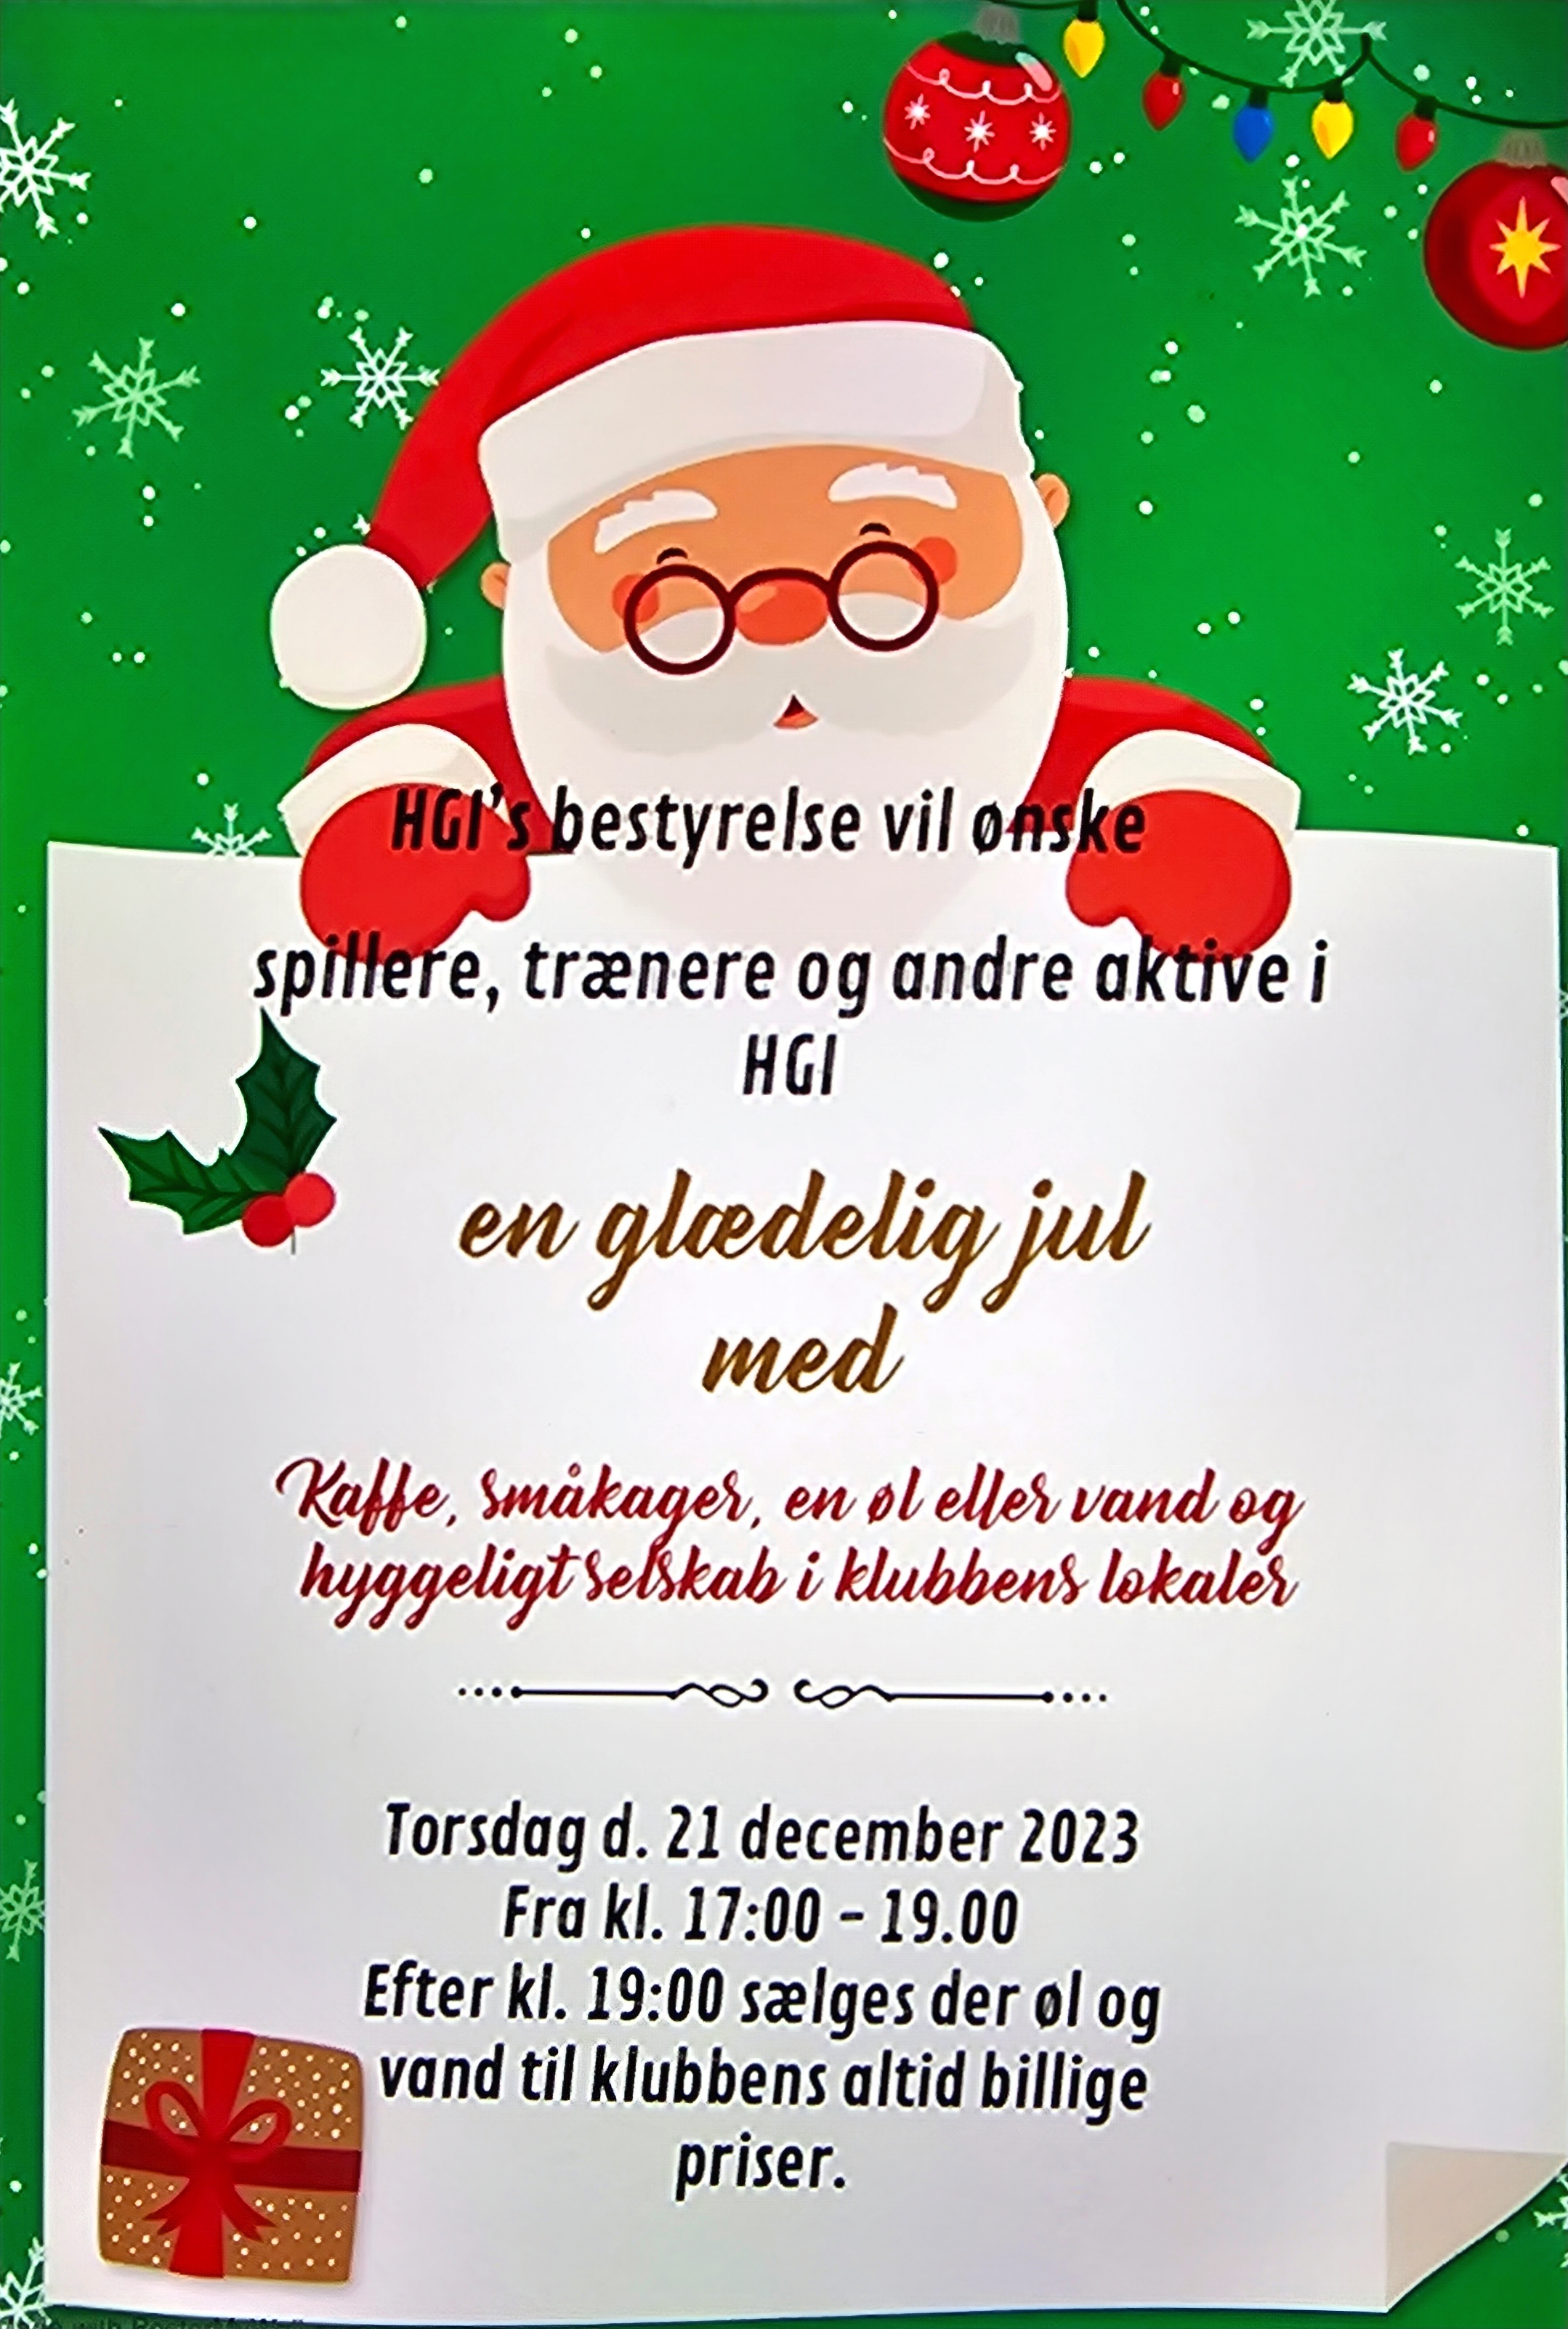 HGI's bestyrelse vil ønske
spillere, trænere og andre aktive i
HGI
en glædelig jul
med
Kaffe, småkager, en øl eller vand og
hyggeligt selskab i klubbens lokaler
Torsdag d. 21 december 2023
Fra kl. 17:00 - 19.00
Efter kl. 19:00 sælges der øl og
vand til klubbens altid billige
priser.